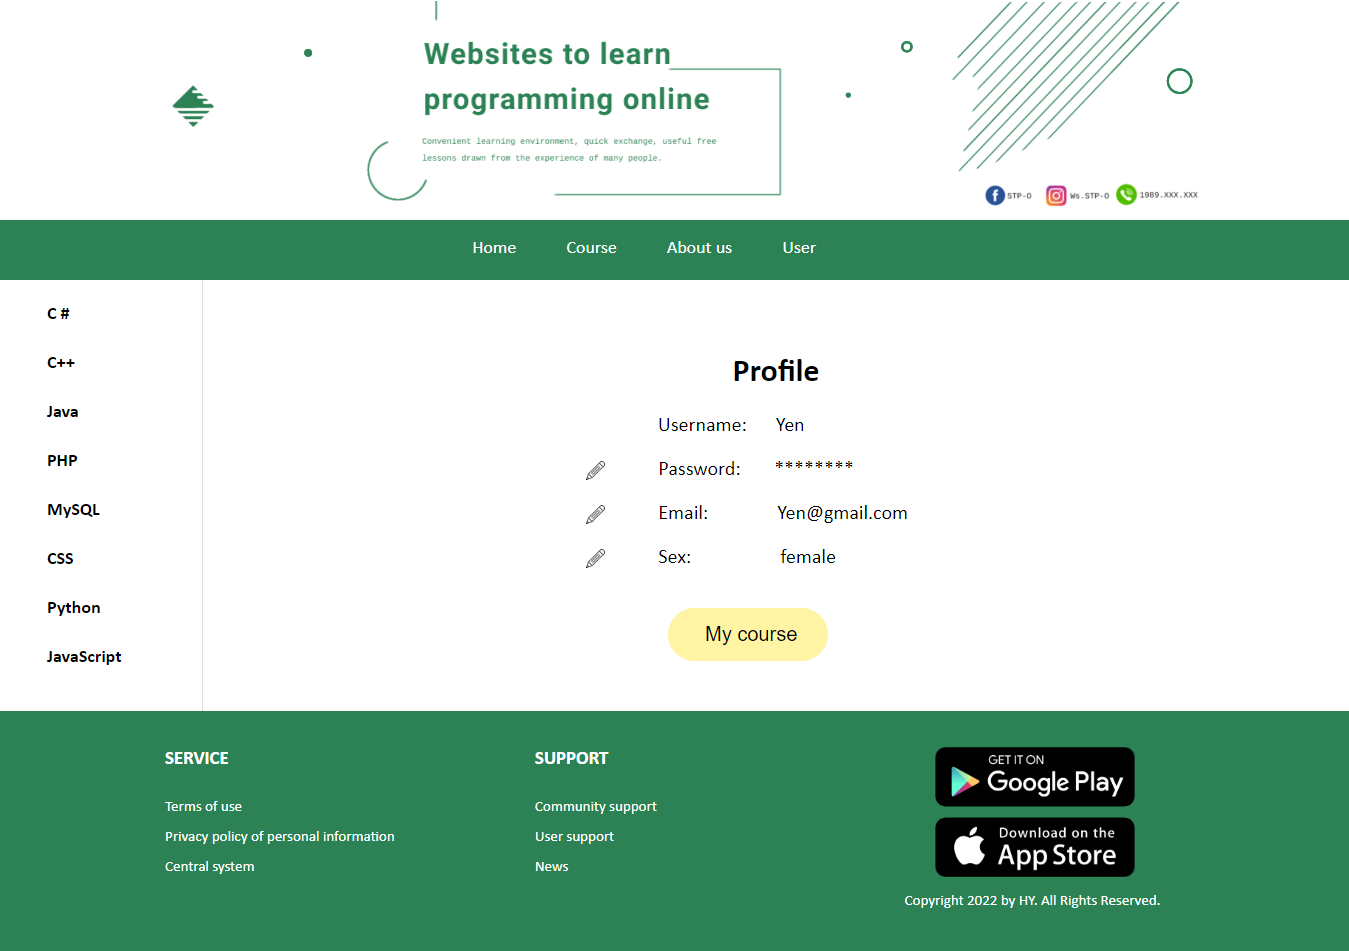 Websites to learn
programming online
Convenient learning environment, quick exchange, useful free
lessons drawn from the experience of many people.
STP-O Ws.STP-O 1989.XXX.XXX
Home Course About us User
C #
C++
Java
PHP
MySQL
CSS
Python
JavaScript
Profile
Username: Yen
Password: ********
Email: Yen@gmail.com
Sex: female
My course
SERVICE
Terms of use
Privacy policy of personal information
Central system
SUPPORT
Community support
User support
News
GET IT ON
Google Play
Download on the
App Store
Copyright 2022 by HY. All Rights Reserved.